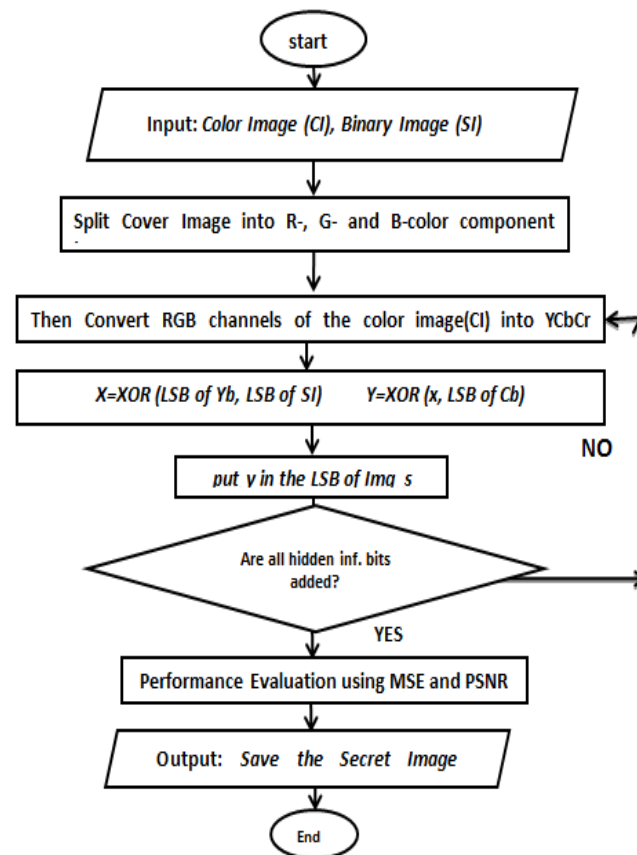 start
Input: Color Image (CI), Binary Image (SI)
Split Cover Image into R-, G- and B-color component
.
Then Convert RGB channels of the color image(CI) into YCbCr
X=XOR (LSB of Yb, LSB of SI) Y=XOR (x, LSB of Cb)
NO
put y in the LSB of Img s
Are all hidden inf. bits
added?
YES
Performance Evaluation using MSE and PSNR
Output: Save the Secret Image
End